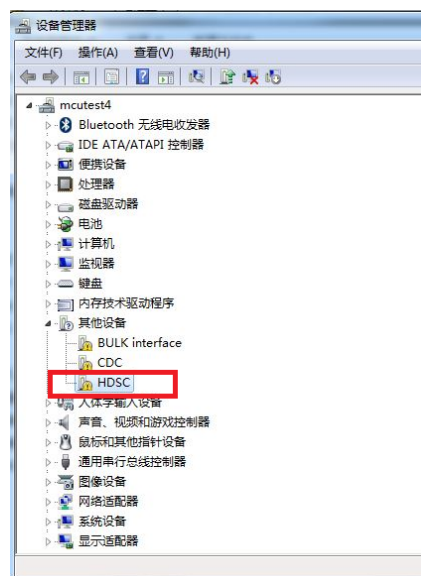 设备管理器
文件(F) 操作(A) 查看(V) 帮助(H)
mcutest4
Bluetooth 无线电收发器
IDE ATA/ATAPI 控制器
便携设备
处理器
磁盘驱动器
电池
计算机
监视器
键盘
内存技术驱动程序
其他设备
BULK interface
CDC
HDSC
人体学输入设备
声音、视频和游戏控制器
鼠标和其他指针设备
通用串行总线控制器
图像设备
网络适配器
系统设备
显示适配器